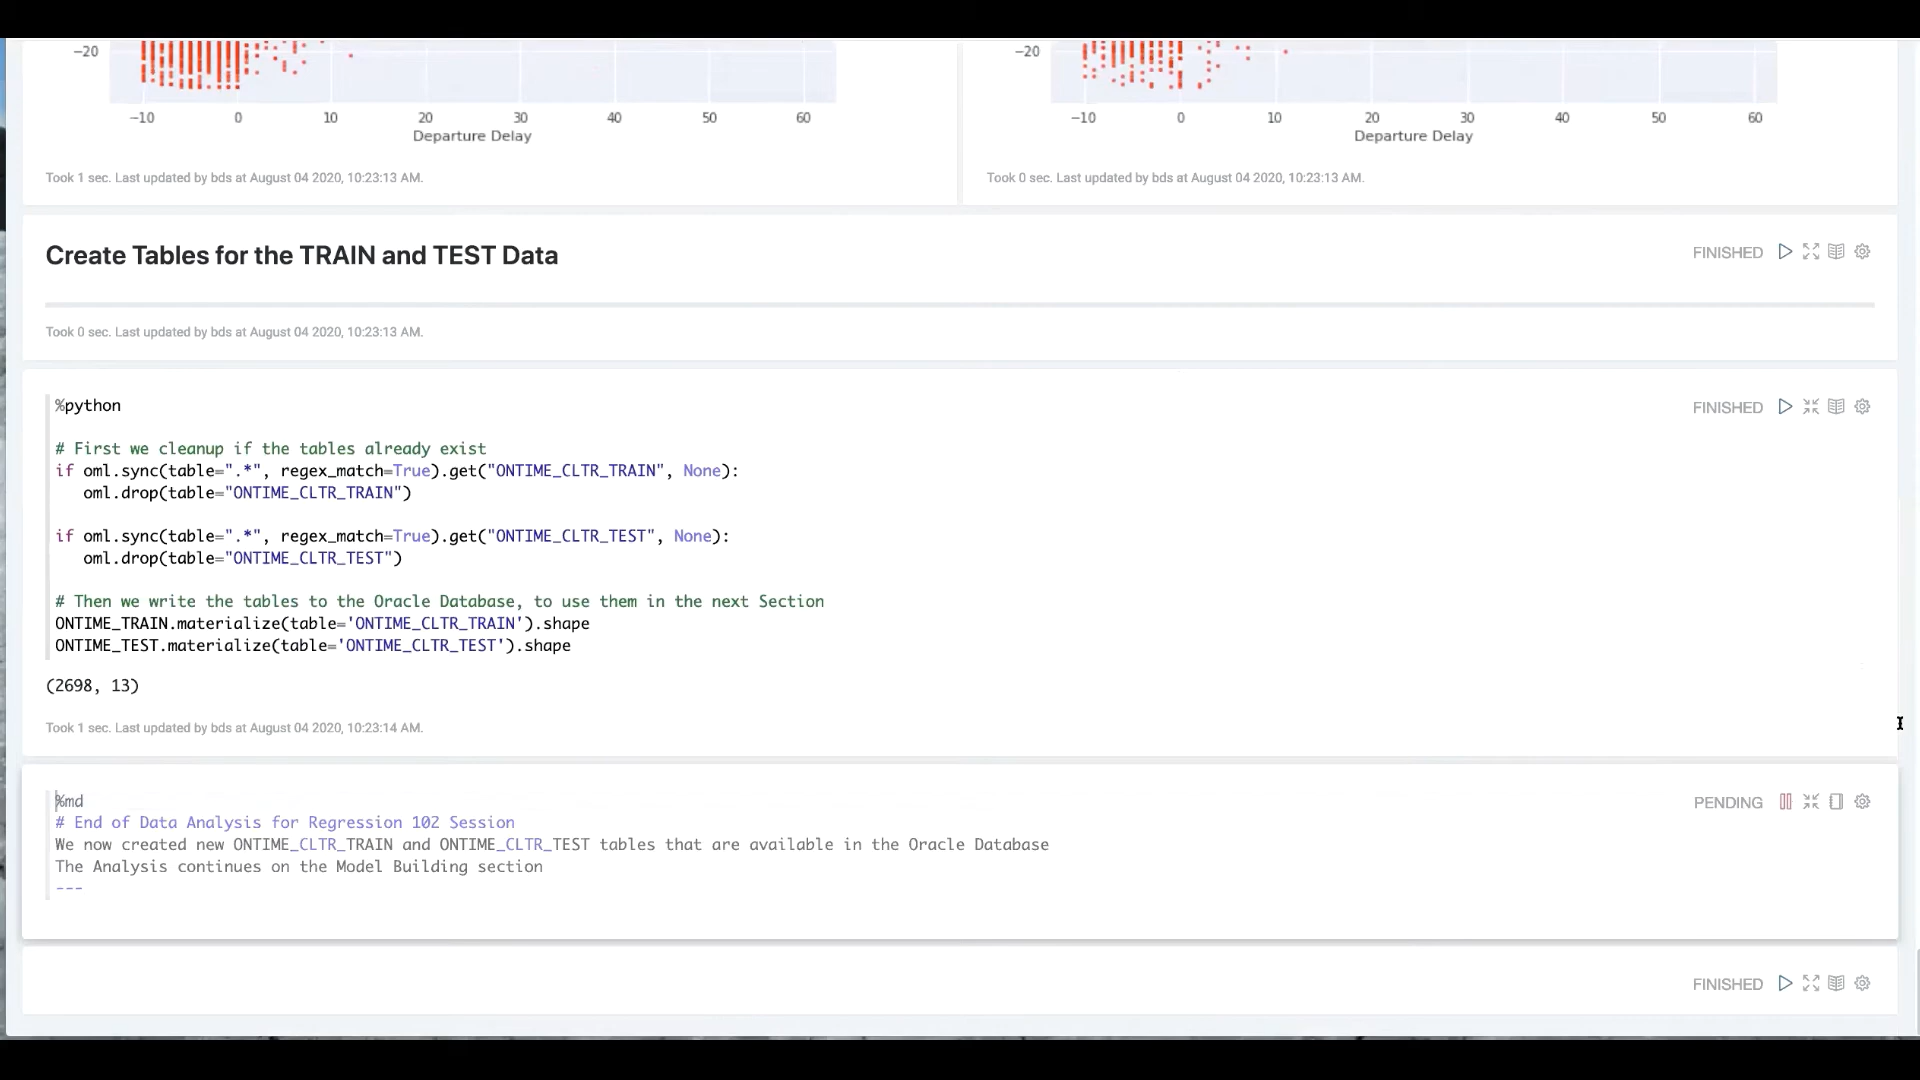 −20
−20
−10 0 10 20 30 40 50 60
−10 0 10 20 30 40 50 60
Departure Delay
Departure Delay
Took 1 sec. Last updated by bds at August 04 2020, 10:23:13 AM.
Took 0 sec. Last updated by bds at August 04 2020, 10:23:13 AM.
Create Tables for the TRAIN and TEST Data
FINISHED
Took 0 sec. Last updated by bds at August 04 2020, 10:23:13 AM.
%python
FINISHED
# First we cleanup if the tables already exist
if oml.sync(table=".*", regex_match=True).get("ONTIME_CLTR_TRAIN", None):
oml.drop(table="ONTIME_CLTR_TRAIN")
if oml.sync(table=".*", regex_match=True).get("ONTIME_CLTR_TEST", None):
oml.drop(table="ONTIME_CLTR_TEST")
# Then we write the tables to the Oracle Database, to use them in the next Section
ONTIME_TRAIN.materialize(table='ONTIME_CLTR_TRAIN').shape
ONTIME_TEST.materialize(table='ONTIME_CLTR_TEST').shape
(2698, 13)
Took 1 sec. Last updated by bds at August 04 2020, 10:23:14 AM.
%md
PENDING
# End of Data Analysis for Regression 102 Session
We now created new ONTIME_CLTR_TRAIN and ONTIME_CLTR_TEST tables that are available in the Oracle Database
The Analysis continues on the Model Building section
---
FINISHED